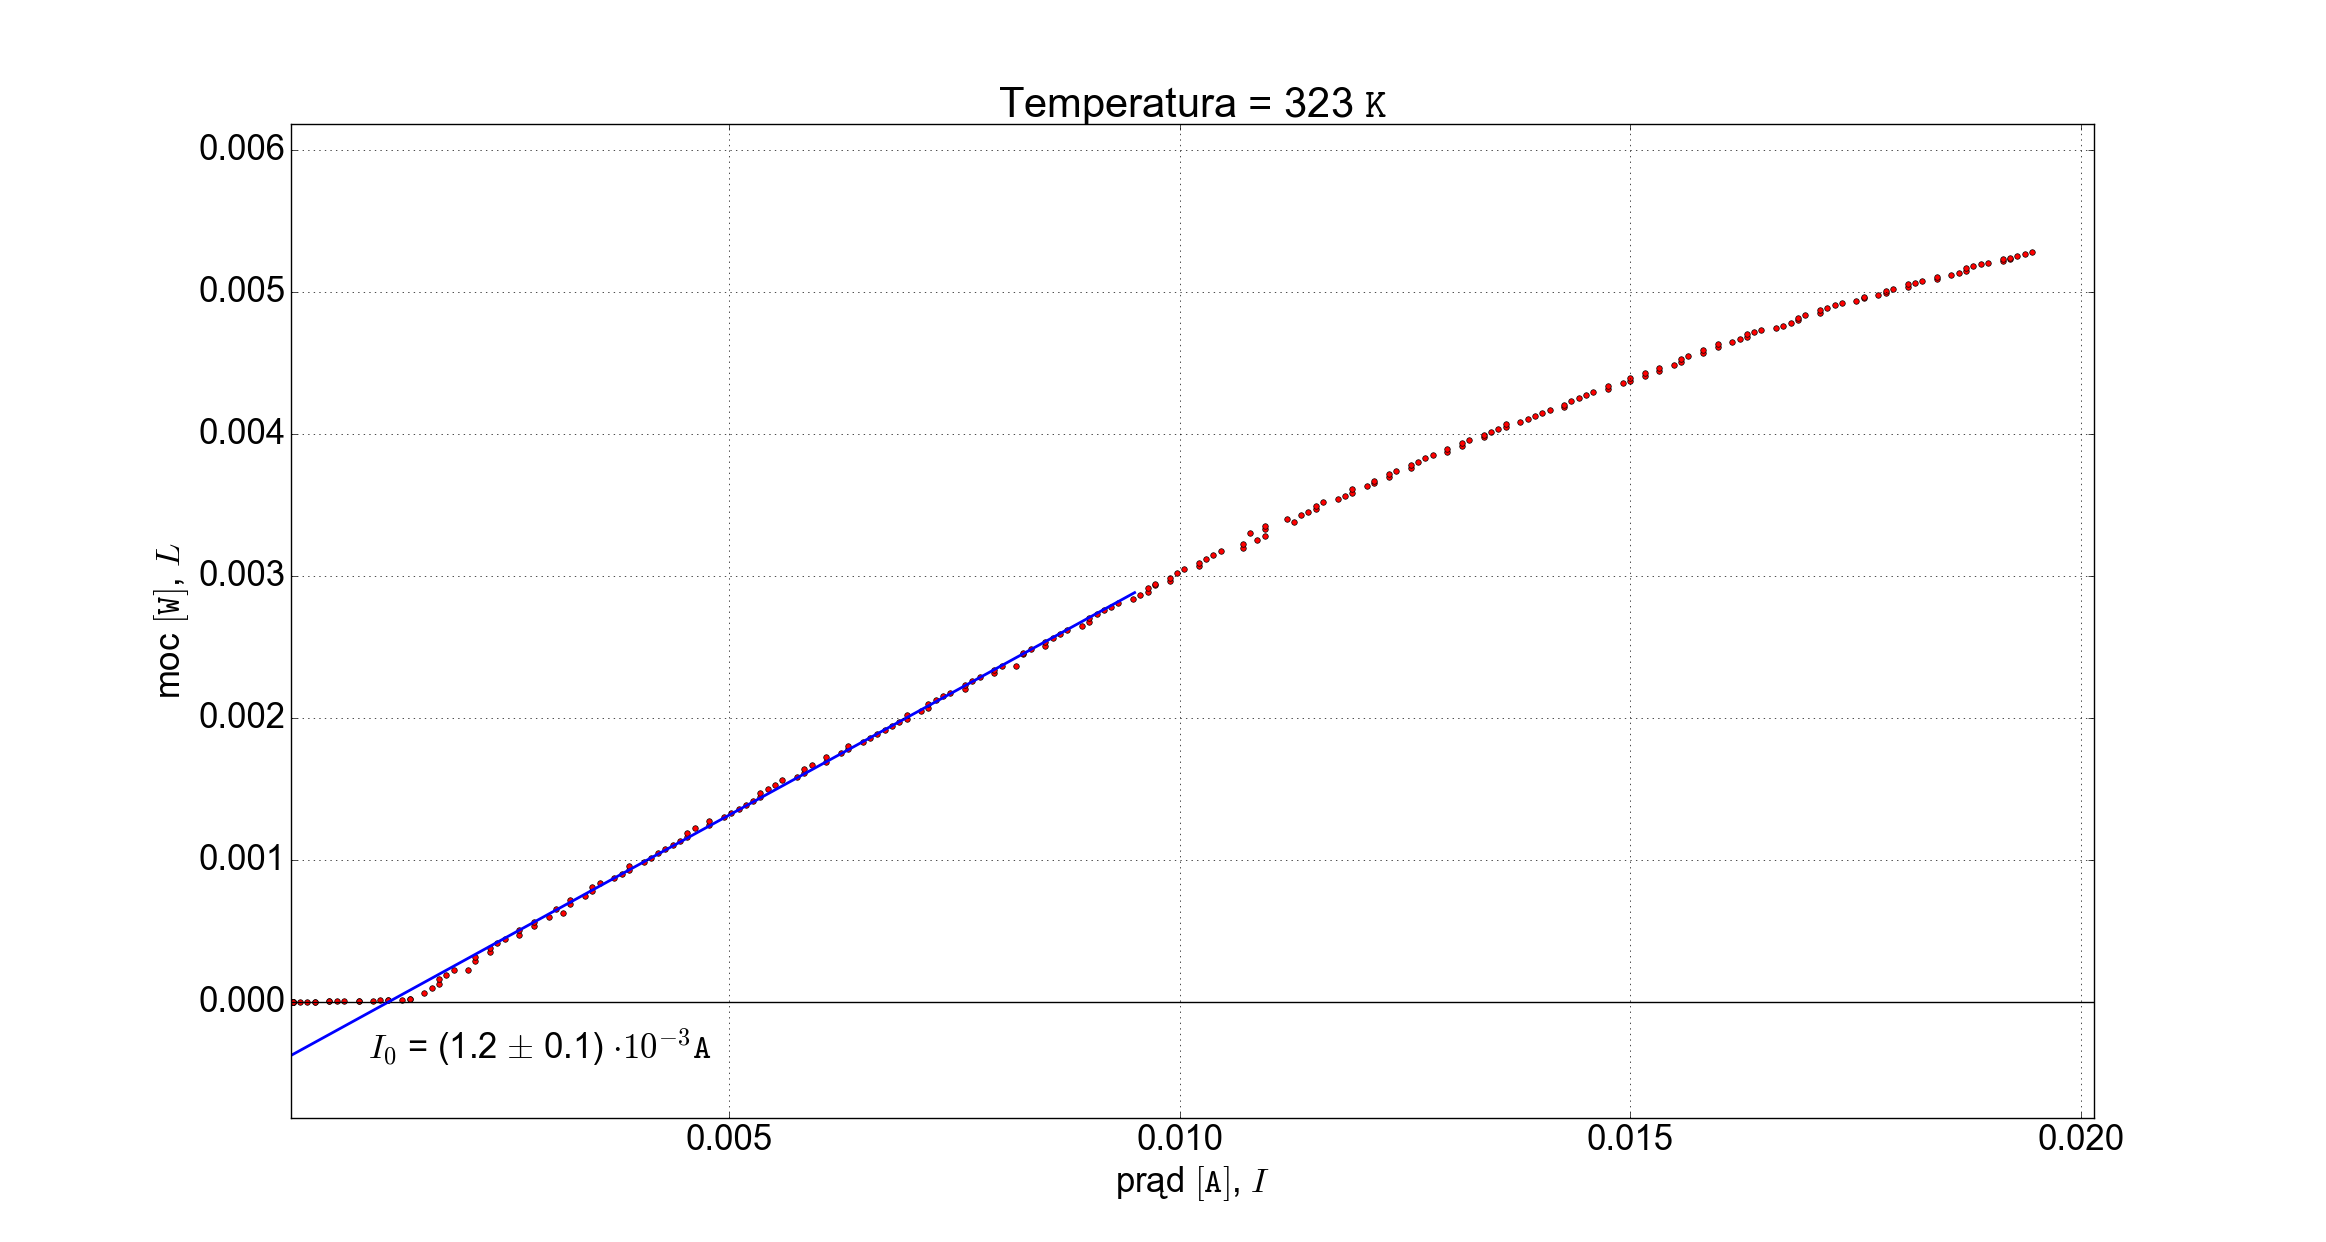 Temperatura = 323 K
0.006
0.005
0.004
0.003
0.002
0.001
0.000
moc [W], L
I₀ = (1.2 ± 0.1) ·10⁻³A
0.005 0.010 0.015 0.020
prąd [A], I